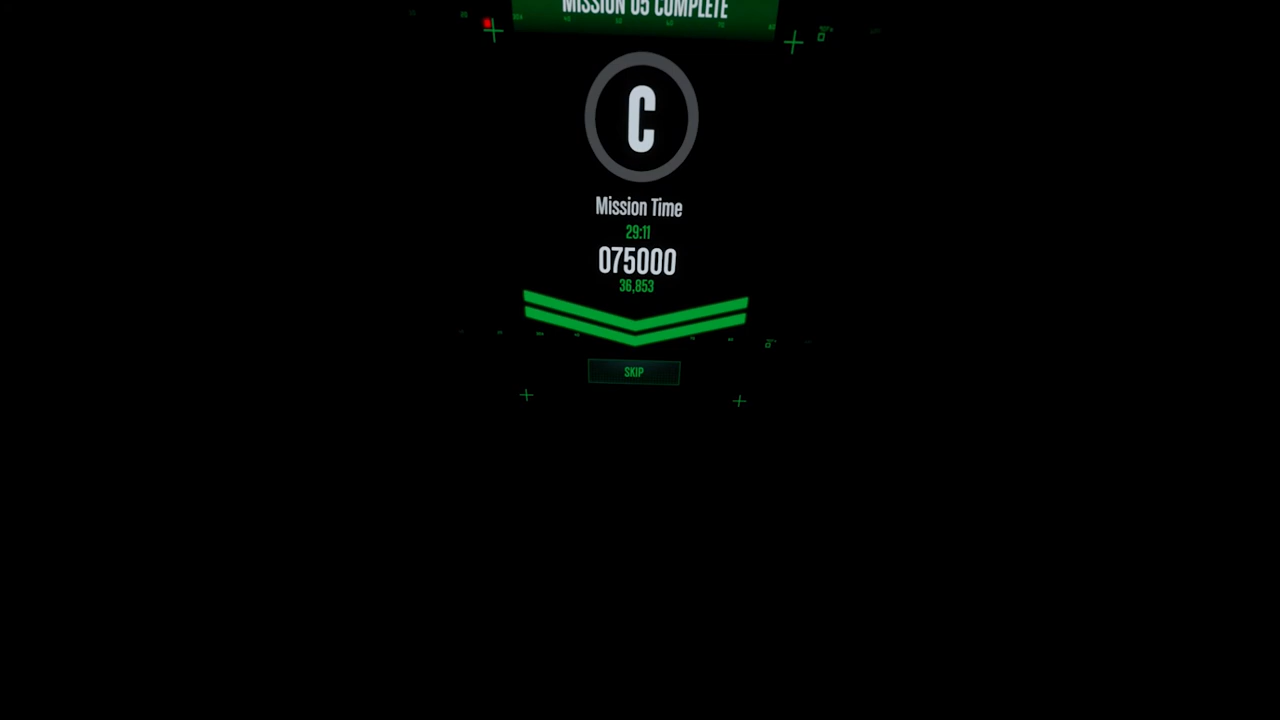 MISSION 05 COMPLETE
C
Mission Time
29:11
075000
36,853
SKIP